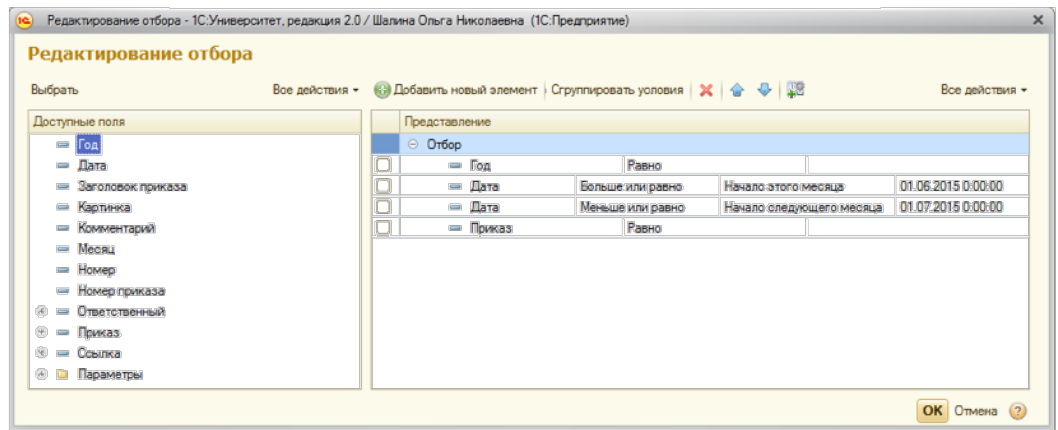 Редактирование отбора - 1С:Университет, редакция 2.0 / Шалина Ольга Николаевна (1С:Предприятие)
Редактирование отбора
Выбрать Все действия Добавить новый элемент Сгруппировать условия Все действия
Доступные поля
Год
Дата
Заголовок приказа
Картинка
Комментарий
Месяц
Номер
Номер приказа
Ответственный
Приказ
Ссылка
Параметры
Представление
Отбор
Год Равно
Дата Больше или равно Начало этого месяца 01.06.2015 0:00:00
Дата Меньше или равно Начало следующего месяца 01.07.2015 0:00:00
Приказ Равно
ОК Отмена ?